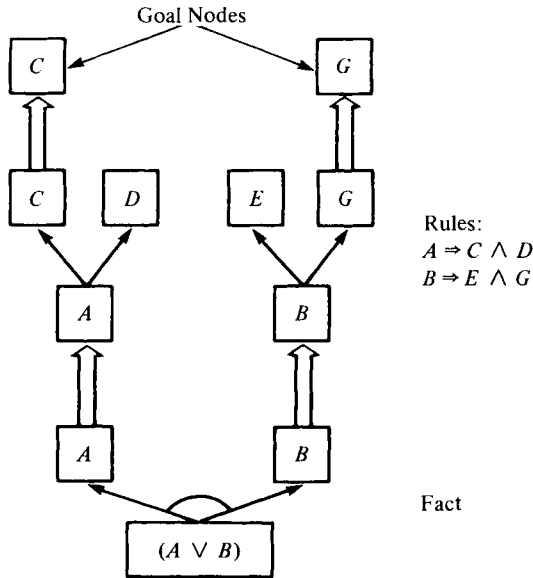 Goal Nodes
C G
C D E G
Rules:
A ⇒ C ∧ D
B ⇒ E ∧ G
A B
A B
Fact
(A ∨ B)